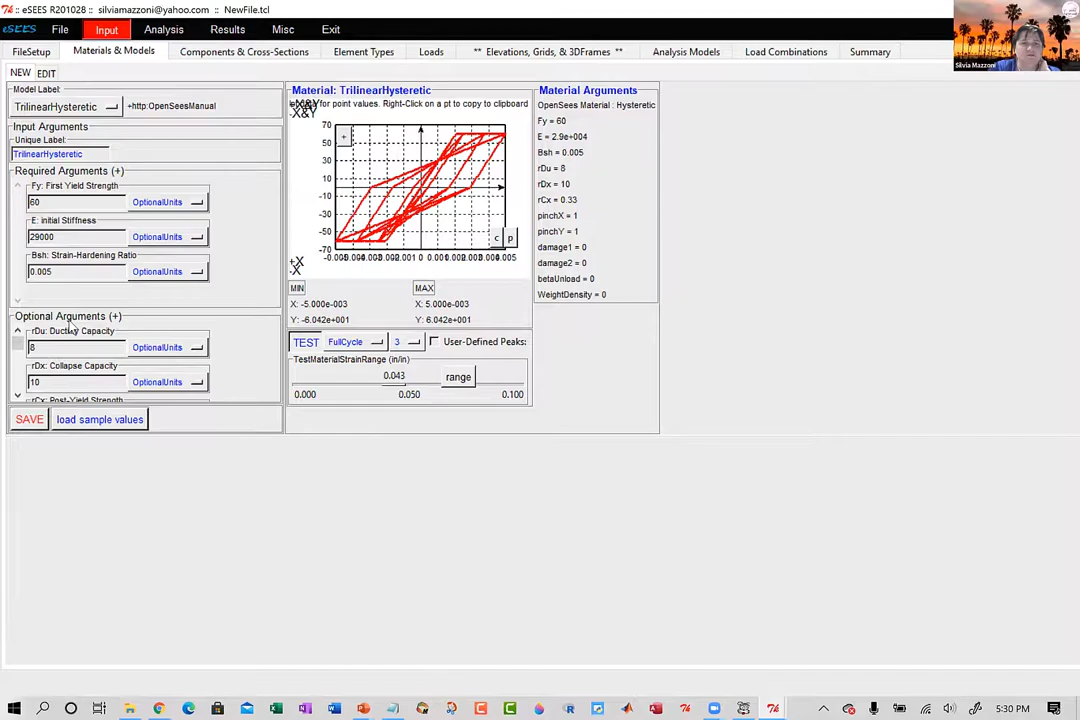 eSEES R201028 -- silviamazzoni@yahoo.com -- NewFile.tcl
eSEES File Input Analysis Results Misc Exit
FileSetup Materials & Models Components & Cross-Sections Element Types Loads ** Elevations, Grids, & 3DFrames ** Analysis Models Load Combinations Summary
Silvia Mazzoni
NEW EDIT
Model Label:
TrilinearHysteretic +http:OpenSeesManual
Input Arguments
Unique Label:
TrilinearHysteretic
Required Arguments (+)
Fy: First Yield Strength
60 OptionalUnits
E: initial Stiffness
29000 OptionalUnits
Bsh: Strain-Hardening Ratio
0.005 OptionalUnits
Optional Arguments (+)
rDu: Ductility Capacity
8 OptionalUnits
rDx: Collapse Capacity
10 OptionalUnits
rCx: Post-Yield Strength
SAVE load sample values
Material: TrilinearHysteretic
for point values. Right-Click on a pt to copy to clipboard
-X&Y
+
70
50
30
10
-10
-30
-50
-70
c p
+X
-X
MIN MAX
X: -5.000e-003 X: 5.000e-003
Y: -6.042e+001 Y: 6.042e+001
TEST FullCycle 3 User-Defined Peaks:
TestMaterialStrainRange (in/in)
0.043 range
0.000 0.050 0.100
Material Arguments
OpenSees Material : Hysteretic
Fy = 60
E = 2.9e+004
Bsh = 0.005
rDu = 8
rDx = 10
rCx = 0.33
pinchX = 1
pinchY = 1
damage1 = 0
damage2 = 0
betaUnload = 0
WeightDensity = 0
5:30 PM